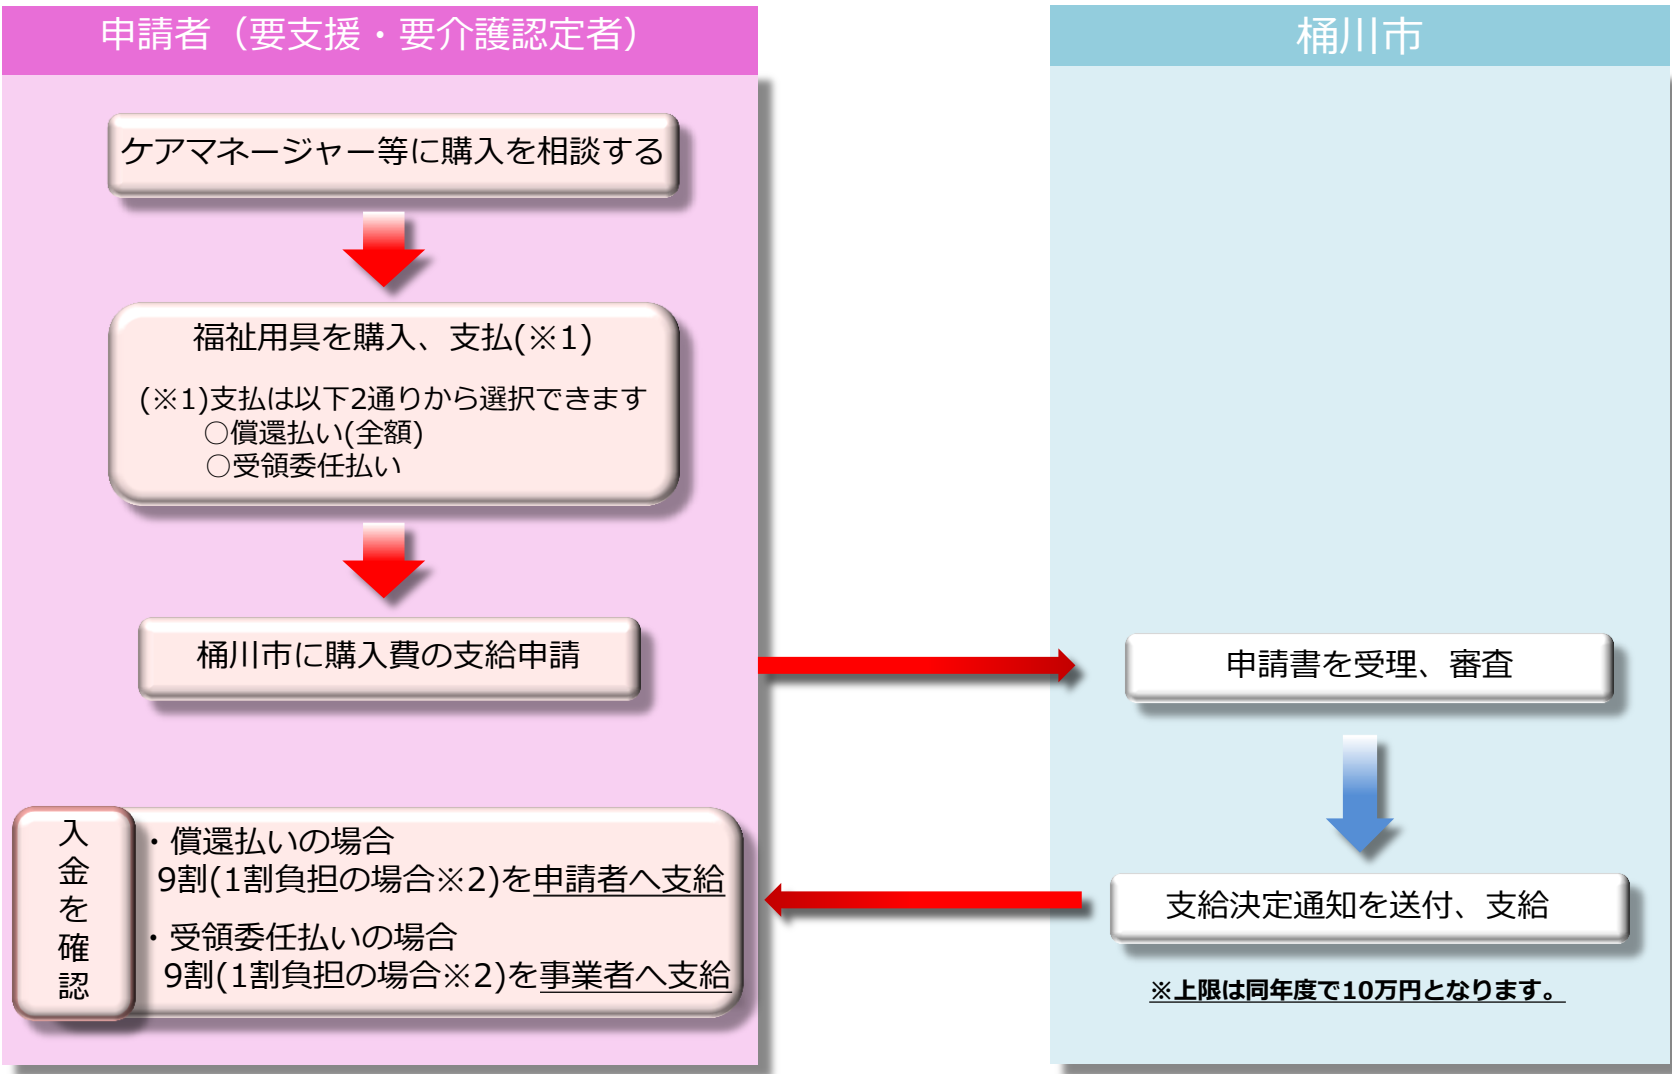 申請者（要支援・要介護認定者）
ケアマネージャー等に購入を相談する
福祉用具を購入、支払(※1)
(※1)支払は以下2通りから選択できます
○償還払い(全額)
○受領委任払い
桶川市に購入費の支給申請
入金を確認
・償還払いの場合
9割(1割負担の場合※2)を申請者へ支給
・受領委任払いの場合
9割(1割負担の場合※2)を事業者へ支給
桶川市
申請書を受理、審査
支給決定通知を送付、支給
※上限は同年度で10万円となります。